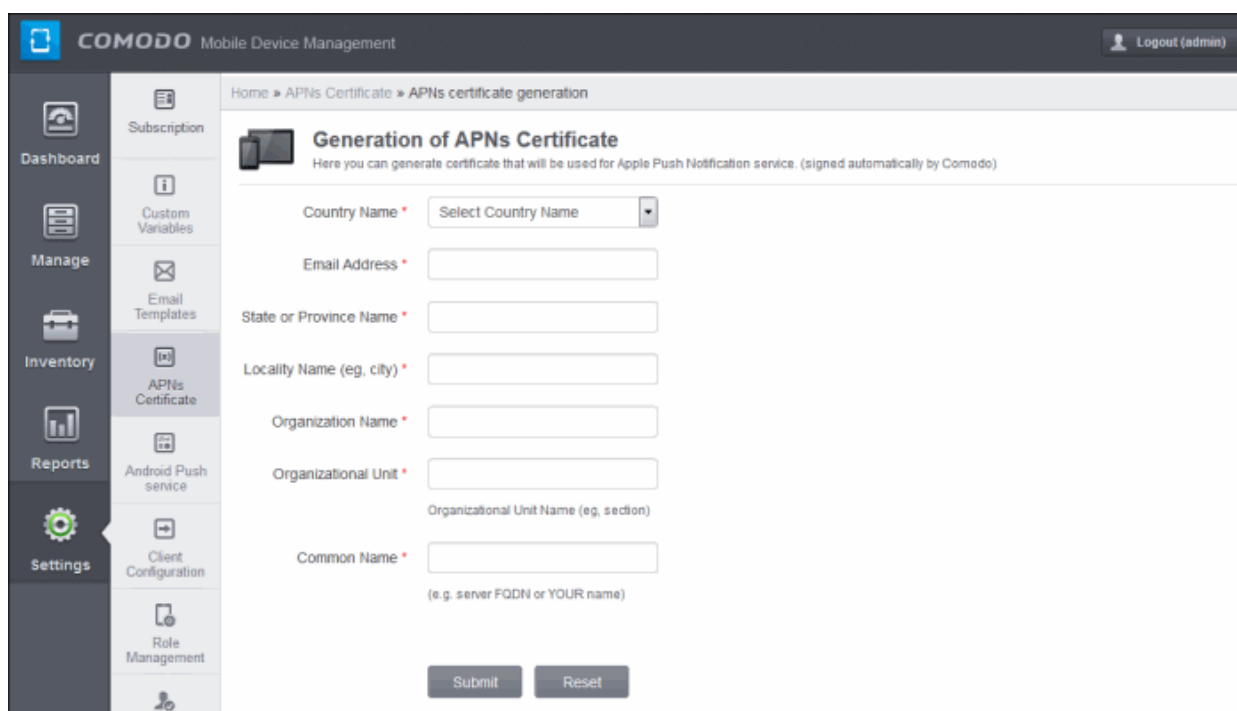 COMODO Mobile Device Management
Logout (admin)
Dashboard
Manage
Inventory
Reports
Settings
Subscription
Custom
Variables
Email
Templates
APNs
Certificate
Android Push
service
Client
Configuration
Role
Management
Home » APNs Certificate » APNs certificate generation
Generation of APNs Certificate
Here you can generate certificate that will be used for Apple Push Notification service. (signed automatically by Comodo)
Country Name * Select Country Name
Email Address *
State or Province Name *
Locality Name (eg, city) *
Organization Name *
Organizational Unit *
Organizational Unit Name (eg, section)
Common Name *
(e.g. server FQDN or YOUR name)
Submit Reset